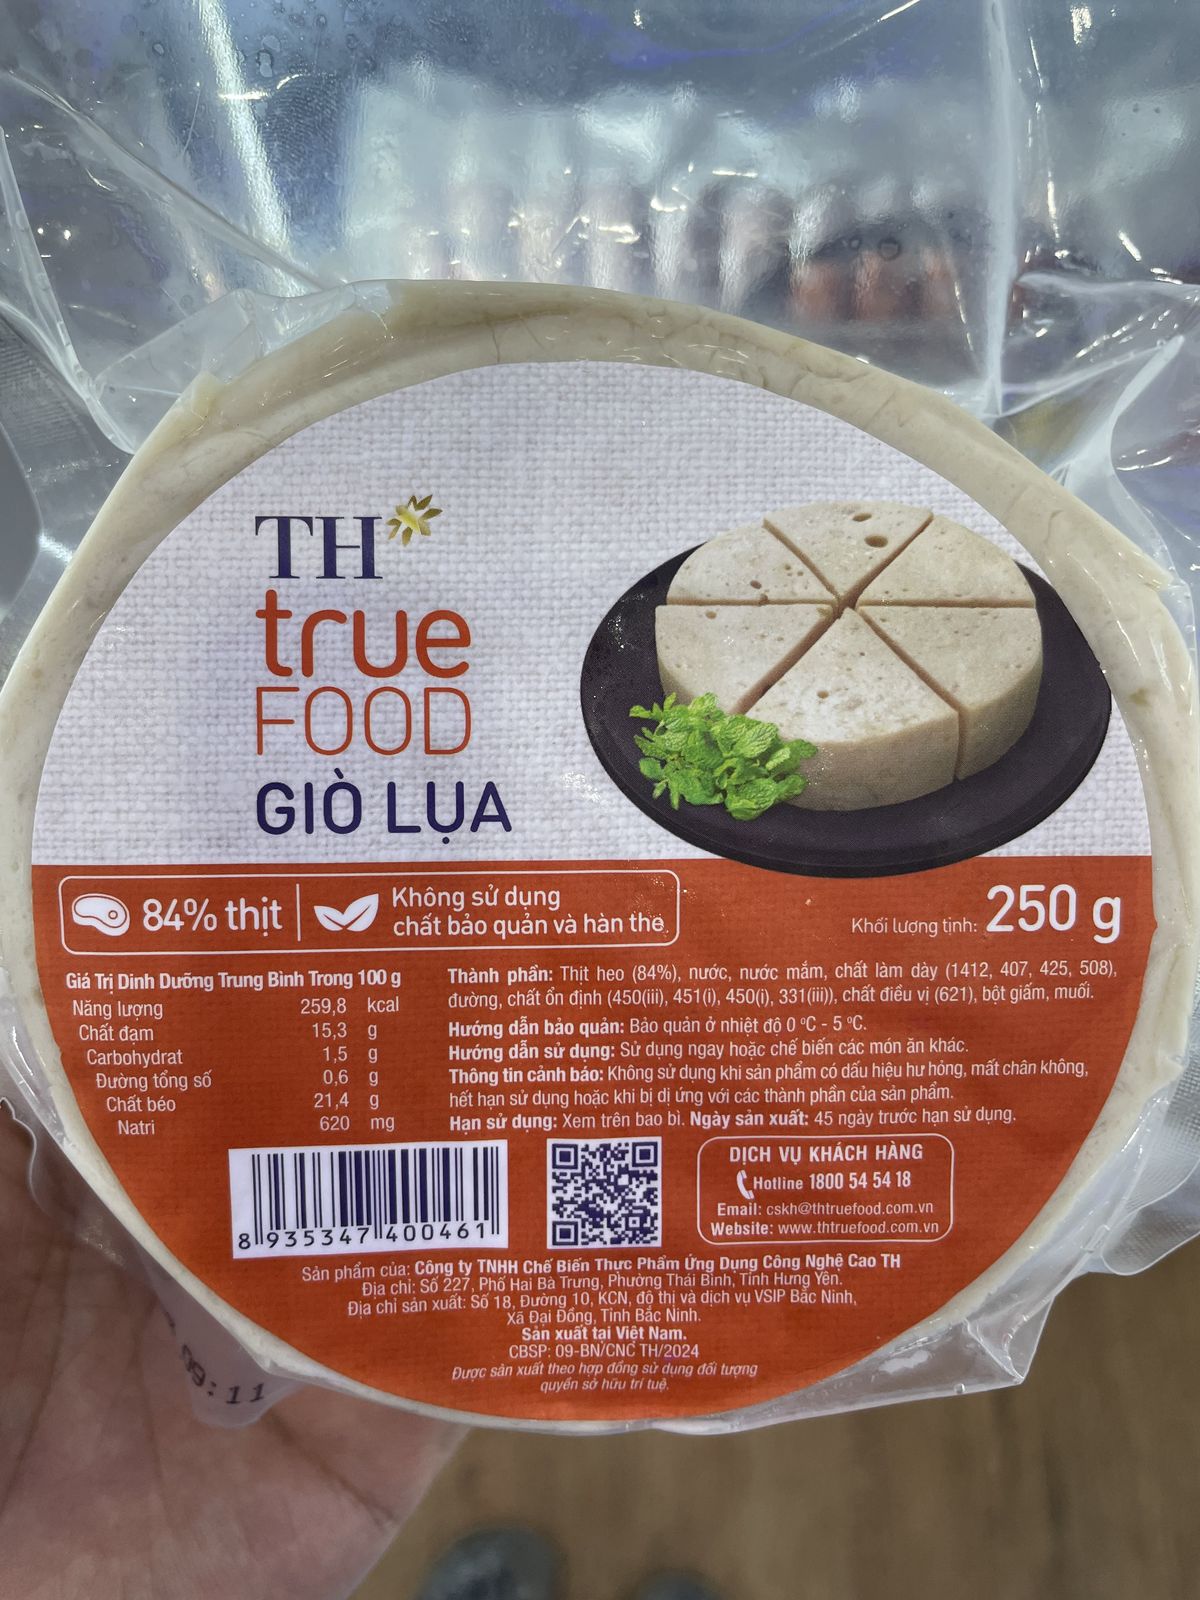 TH
true
FOOD
GIÒ LỤA
84% thịt
Không sử dụng
chất bảo quản và hàn the.
Khối lượng tịnh: 250 g
Giá Trị Dinh Dưỡng Trung Bình Trong 100 g
Năng lượng 259,8 kcal
Chất đạm 15,3 g
Carbohydrat 1,5 g
Đường tổng số 0,6 g
Chất béo 21,4 g
Natri 620 mg
Thành phần: Thịt heo (84%), nước, nước mắm, chất làm dày (1412, 407, 425, 508),
đường, chất ổn định (450(iii), 451(i), 450(i), 331(iii)), chất điều vị (621), bột giấm, muối.
Hướng dẫn bảo quản: Bảo quản ở nhiệt độ 0 ºC - 5 ºC.
Hướng dẫn sử dụng: Sử dụng ngay hoặc chế biến các món ăn khác.
Thông tin cảnh báo: Không sử dụng khi sản phẩm có dấu hiệu hư hỏng, mất chân không,
hết hạn sử dụng hoặc khi bị dị ứng với các thành phần của sản phẩm.
Hạn sử dụng: Xem trên bao bì. Ngày sản xuất: 45 ngày trước hạn sử dụng.
8 935347 400461
DỊCH VỤ KHÁCH HÀNG
Hotline 1800 54 54 18
Email: cskh@thtruefood.com.vn
Website: www.thtruefood.com.vn
Sản phẩm của: Công ty TNHH Chế Biến Thực Phẩm Ứng Dụng Công Nghệ Cao TH
Địa chỉ: Số 227, Phố Hai Bà Trưng, Phường Thái Bình, Tỉnh Hưng Yên.
Địa chỉ sản xuất: Số 18, Đường 10, KCN, đô thị và dịch vụ VSIP Bắc Ninh,
Xã Đại Đồng, Tỉnh Bắc Ninh.
Sản xuất tại Việt Nam.
CBSP: 09-BN/CNC TH/2024
Được sản xuất theo hợp đồng sử dụng đối tượng
quyền sở hữu trí tuệ.
09:11